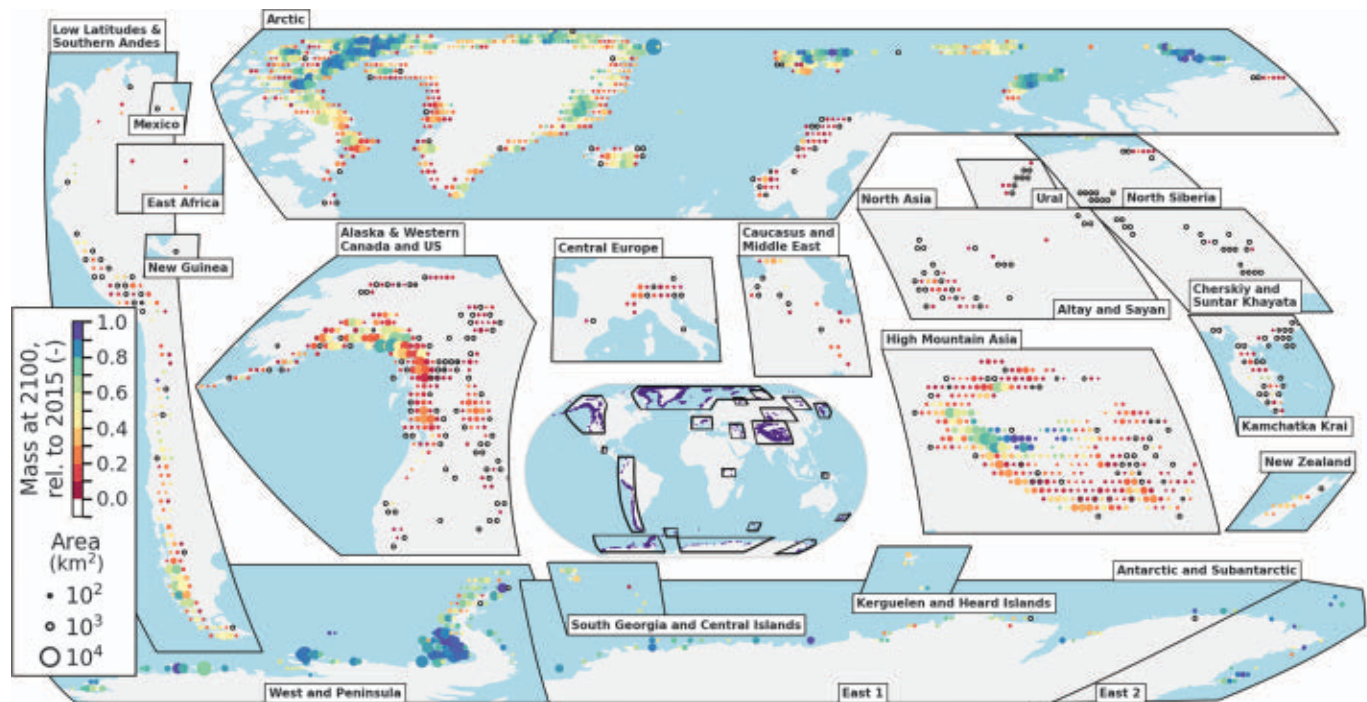 Low Latitudes &
Southern Andes
Arctic
Mexico
East Africa
New Guinea
North Asia
Ural
North Siberia
Alaska & Western
Canada and US
Central Europe
Caucasus and
Middle East
Cherskiy and
Suntar Khayata
Altay and Sayan
High Mountain Asia
Kamchatka Krai
New Zealand
Mass at 2100,
rel. to 2015 (-)
1.0
0.8
0.6
0.4
0.2
0.0
Area
(km²)
10²
10³
10⁴
Antarctic and Subantarctic
Kerguelen and Heard Islands
South Georgia and Central Islands
West and Peninsula
East 1
East 2